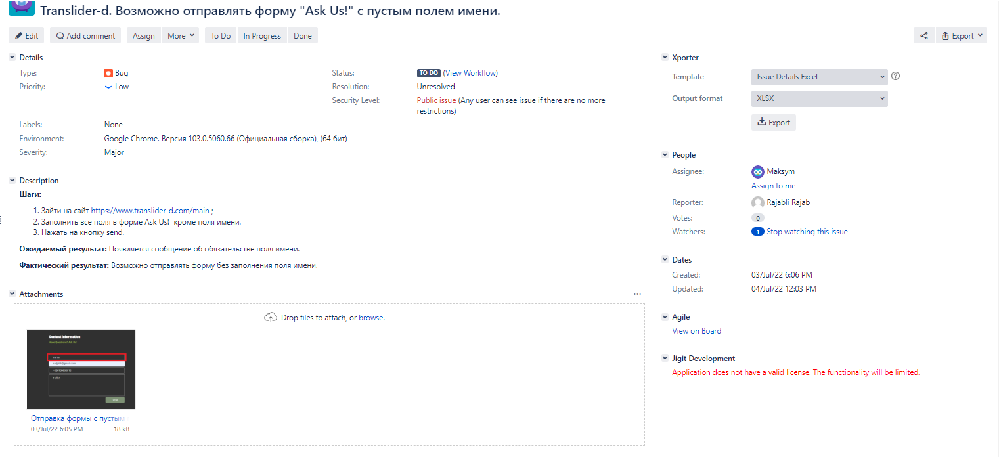 Translider-d. Возможно отправлять форму "Ask Us!" с пустым полем имени.
Edit Add comment Assign More To Do In Progress Done Export
Details
Type: Bug Status: TO DO (View Workflow)
Priority: Low Resolution: Unresolved
Security Level: Public issue (Any user can see issue if there are no more
restrictions)
Labels: None
Environment: Google Chrome. Версия 103.0.5060.66 (Официальная сборка), (64 бит)
Severity: Major
Description
Шаги:
1. Зайти на сайт https://www.translider-d.com/main ;
2. Заполнить все поля в форме Ask Us! кроме поля имени.
3. Нажать на кнопку send.
Ожидаемый результат: Появляется сообщение об обязательстве поля имени.
Фактический результат: Возможно отправлять форму без заполнения поля имени.
Attachments
Drop files to attach, or browse.
Contact information
name
Hello!
send
Отправка формы с пустым
03/Jul/22 6:05 PM 18 kB
Xporter
Template Issue Details Excel
Output format XLSX
Export
People
Assignee: Maksym
Assign to me
Reporter: Rajabli Rajab
Votes: 0
Watchers: 1 Stop watching this issue
Dates
Created: 03/Jul/22 6:06 PM
Updated: 04/Jul/22 12:03 PM
Agile
View on Board
Jigit Development
Application does not have a valid license. The functionality will be limited.